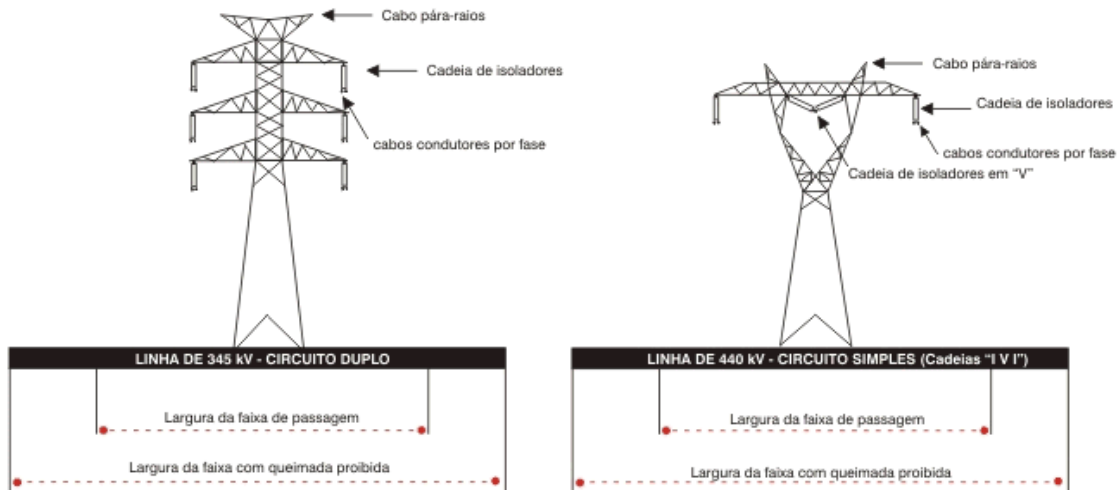 Cabo pára-raios
Cadeia de isoladores
cabos condutores por fase
LINHA DE 345 kV - CIRCUITO DUPLO
Largura da faixa de passagem
Largura da faixa com queimada proibida
Cabo pára-raios
Cadeia de isoladores
cabos condutores por fase
Cadeia de isoladores em “V”
LINHA DE 440 kV - CIRCUITO SIMPLES (Cadeias “I V I”)
Largura da faixa de passagem
Largura da faixa com queimada proibida